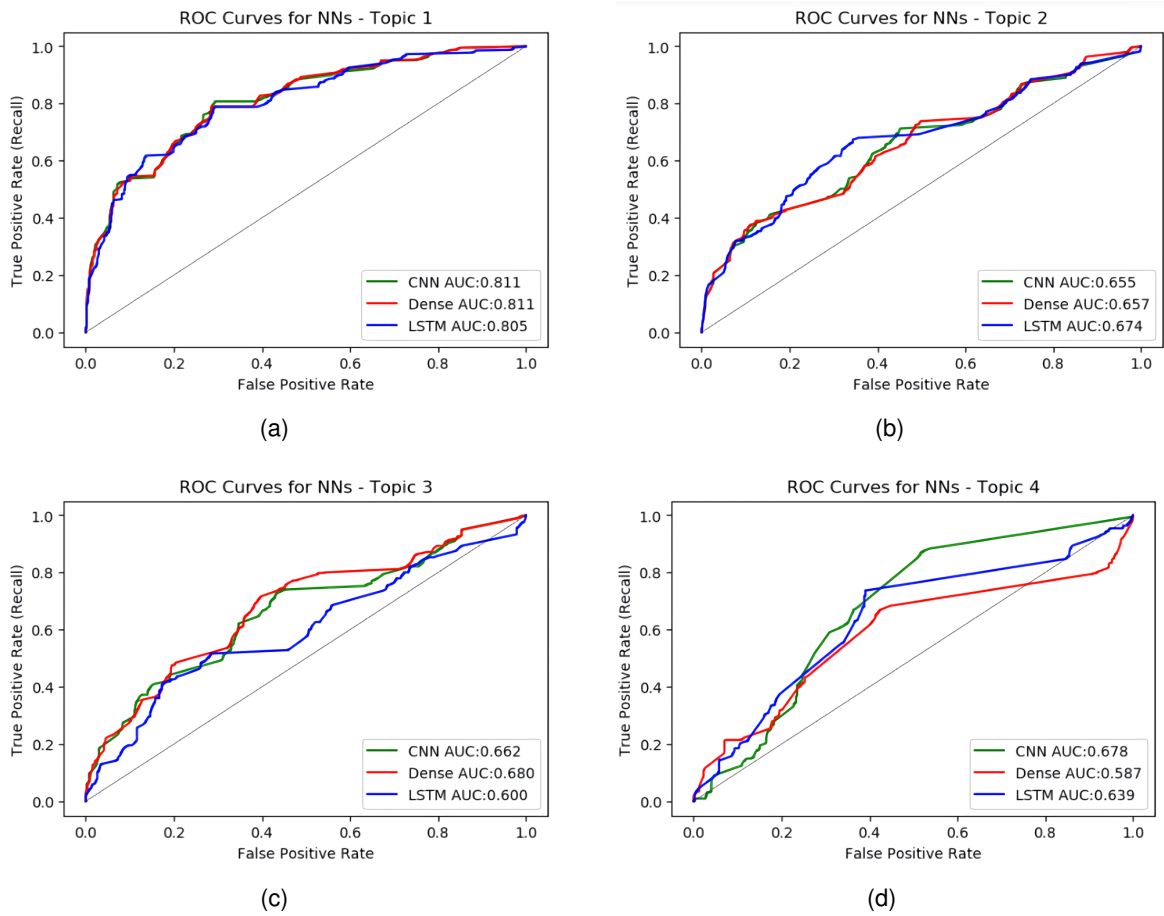 ROC Curves for NNs - Topic 1
True Positive Rate (Recall)
1.0
0.8
0.6
0.4
0.2
0.0
CNN AUC:0.811
Dense AUC:0.811
LSTM AUC:0.805
0.0 0.2 0.4 0.6 0.8 1.0
False Positive Rate
(a)
ROC Curves for NNs - Topic 2
True Positive Rate (Recall)
1.0
0.8
0.6
0.4
0.2
0.0
CNN AUC:0.655
Dense AUC:0.657
LSTM AUC:0.674
0.0 0.2 0.4 0.6 0.8 1.0
False Positive Rate
(b)
ROC Curves for NNs - Topic 3
True Positive Rate (Recall)
1.0
0.8
0.6
0.4
0.2
0.0
CNN AUC:0.662
Dense AUC:0.680
LSTM AUC:0.600
0.0 0.2 0.4 0.6 0.8 1.0
False Positive Rate
(c)
ROC Curves for NNs - Topic 4
True Positive Rate (Recall)
1.0
0.8
0.6
0.4
0.2
0.0
CNN AUC:0.678
Dense AUC:0.587
LSTM AUC:0.639
0.0 0.2 0.4 0.6 0.8 1.0
False Positive Rate
(d)